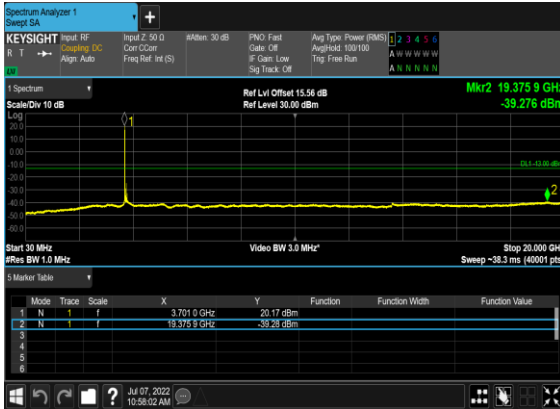 Spectrum Analyzer 1
Swept SA
+
KEYSIGHT
R T
Input: RF
Coupling: DC
Align: Auto
Input Z: 50 Ω
Corr CCorr
Freq Ref: Int (S)
#Atten: 30 dB
PNO: Fast
Gate: Off
IF Gain: Low
Sig Track: Off
Avg Type: Power (RMS)
Avg|Hold: 100/100
Trig: Free Run
1 2 3 4 5 6
A W W W W W
A N N N N N
1 Spectrum
Scale/Div 10 dB
Ref Lvl Offset 15.56 dB
Ref Level 30.00 dBm
Mkr2 19.375 9 GHz
-39.276 dBm
Log
20.0
10.0
0.00
-10.0
-20.0
-30.0
-40.0
-50.0
-60.0
1
DL1 -13.00 dBm
2
Start 30 MHz
#Res BW 1.0 MHz
Video BW 3.0 MHz*
Stop 20.000 GHz
Sweep ~38.3 ms (40001 pts)
5 Marker Table
Mode Trace Scale X Y Function Function Width Function Value
1 N 1 f 3.701 0 GHz 20.17 dBm
2 N 1 f 19.375 9 GHz -39.28 dBm
3
4
5
6
?
Jul 07, 2022
10:58:02 AM